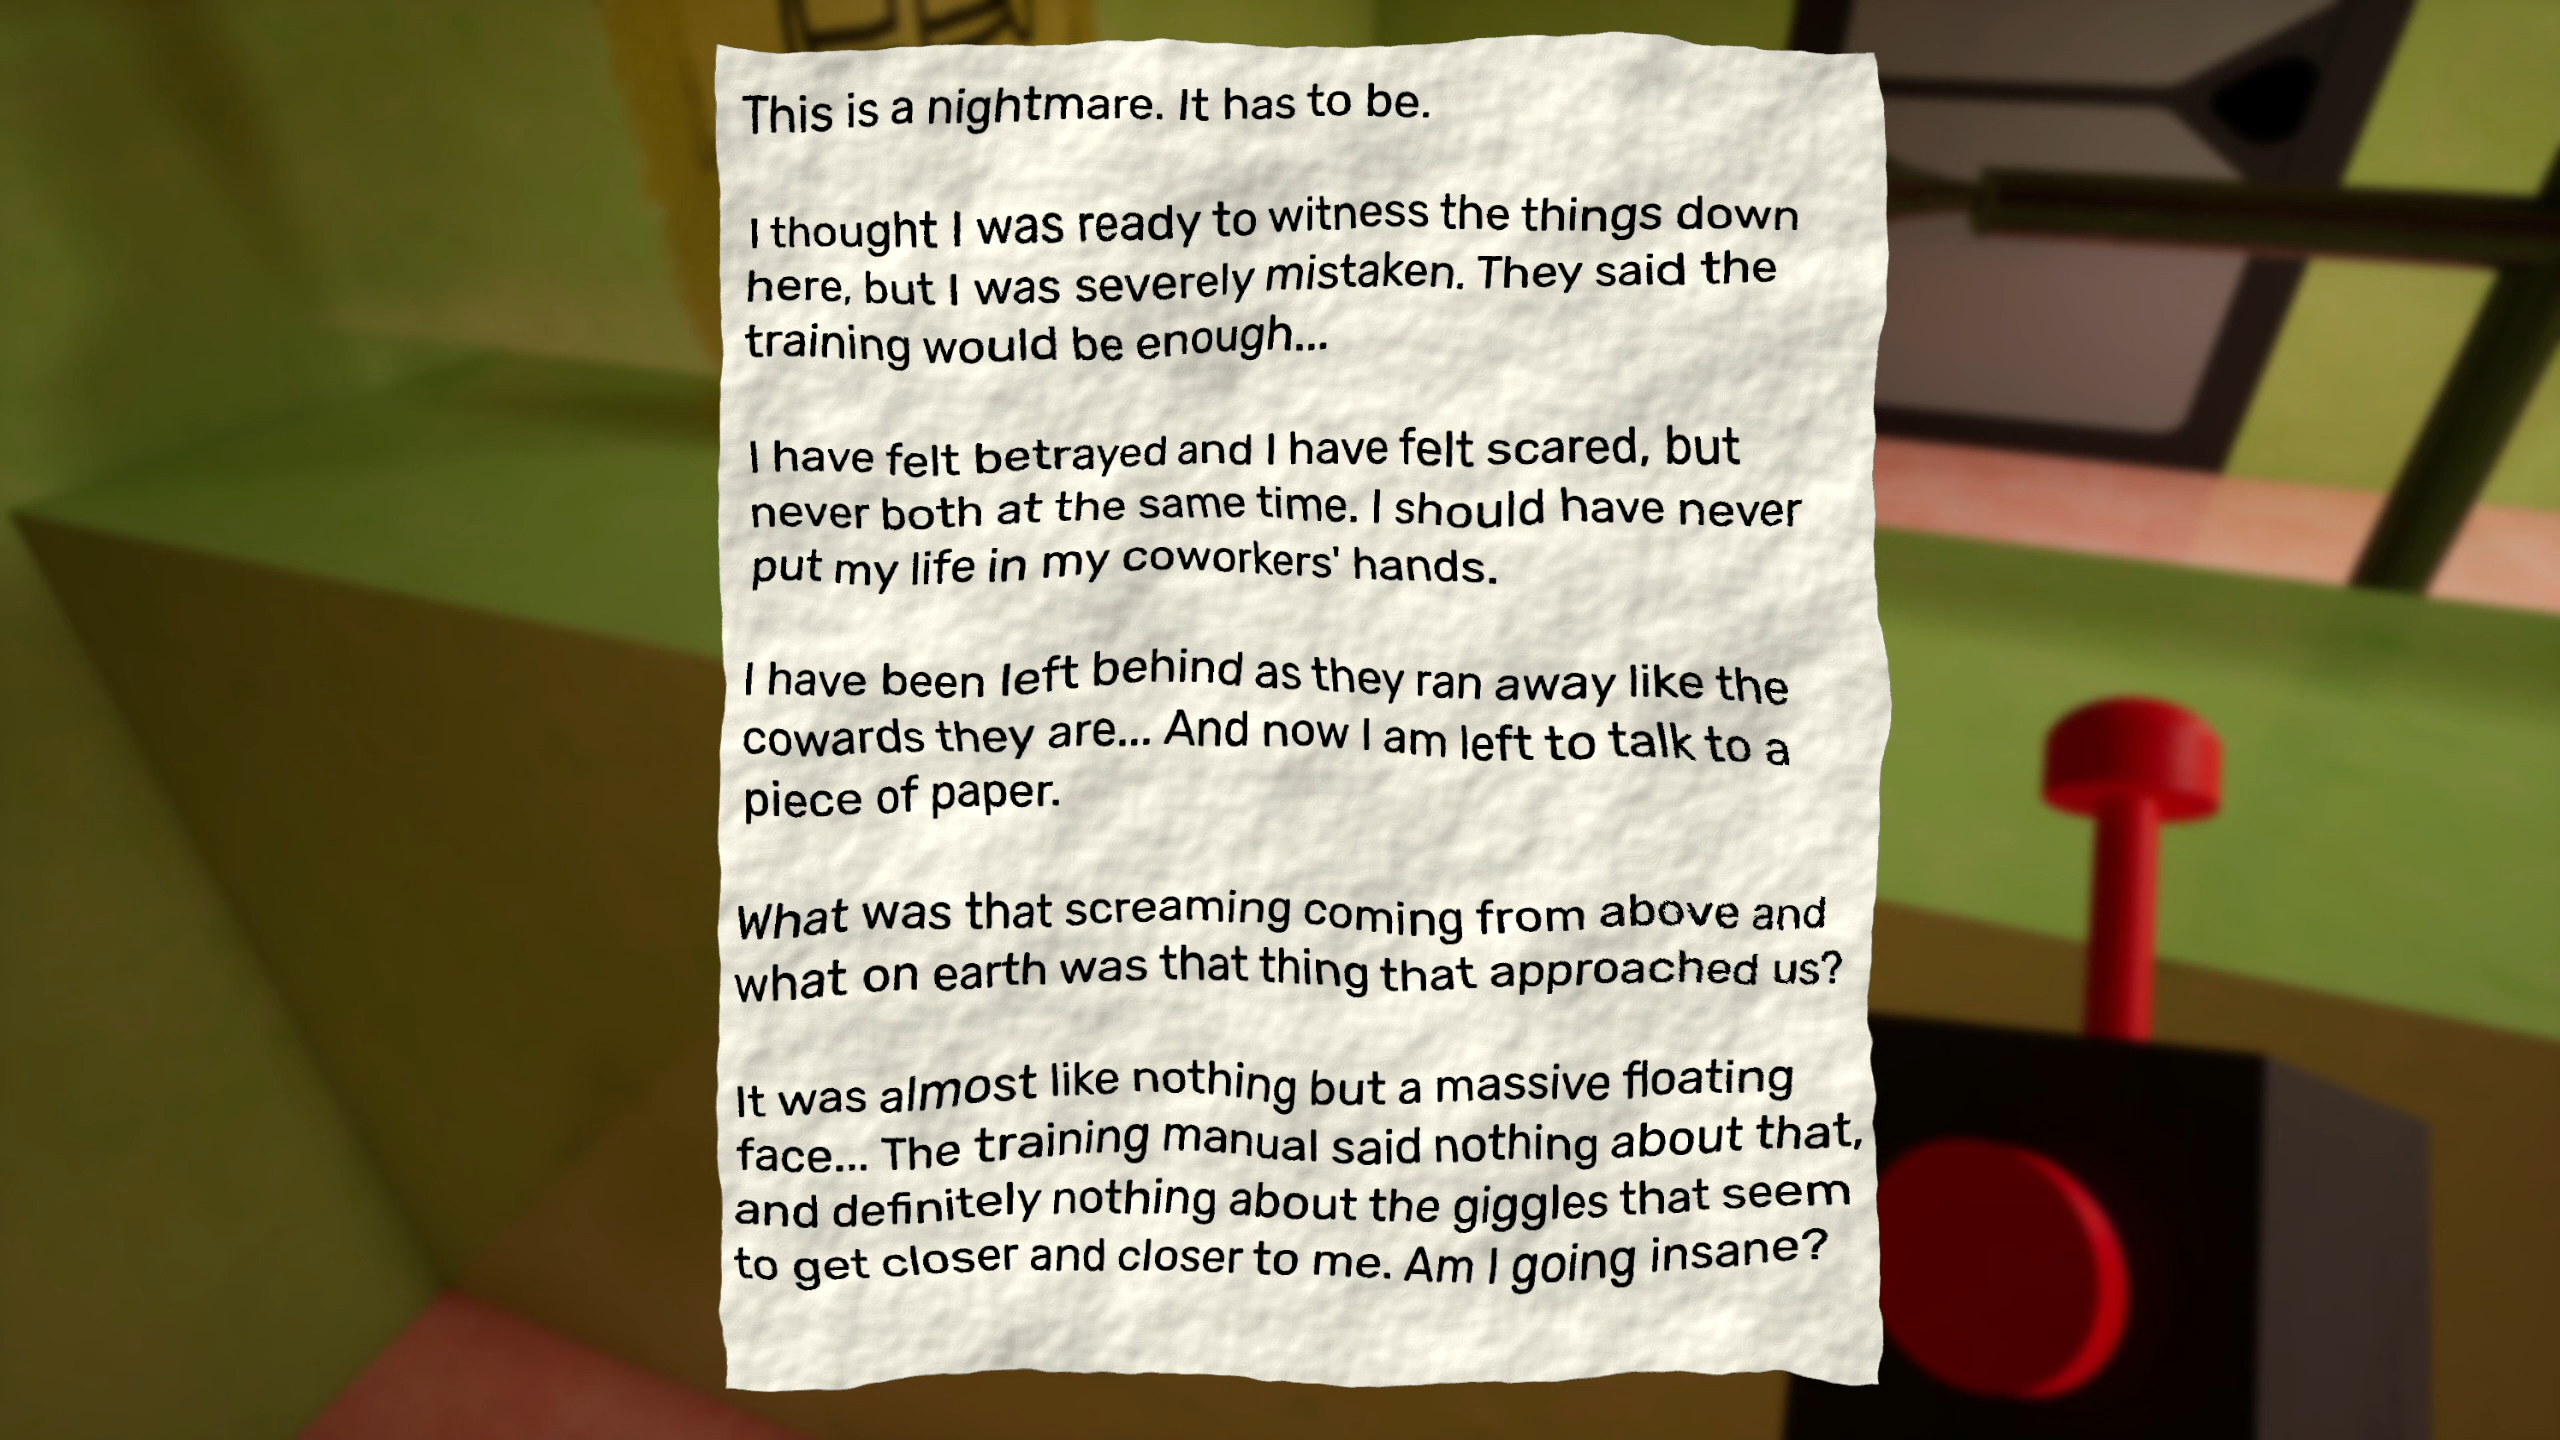 This is a nightmare. It has to be.
I thought I was ready to witness the things down
here, but I was severely mistaken. They said the
training would be enough...
I have felt betrayed and I have felt scared, but
never both at the same time. I should have never
put my life in my coworkers' hands.
I have been left behind as they ran away like the
cowards they are... And now I am left to talk to a
piece of paper.
What was that screaming coming from above and
what on earth was that thing that approached us?
It was almost like nothing but a massive floating
face... The training manual said nothing about that,
and definitely nothing about the giggles that seem
to get closer and closer to me. Am I going insane?